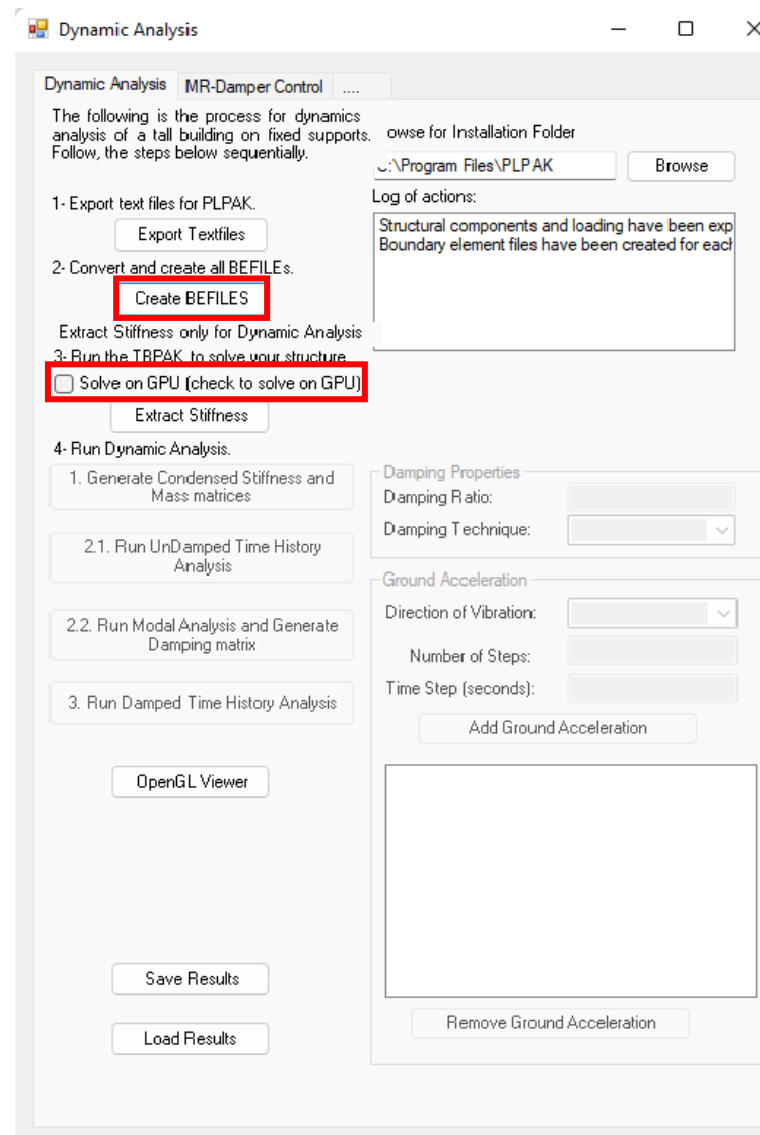 Dynamic Analysis
Dynamic Analysis MR-Damper Control ....
The following is the process for dynamics
analysis of a tall building on fixed supports.
Follow, the steps below sequentially.
owse for Installation Folder
:\Program Files\PLPAK Browse
1- Export text files for PLPAK.
Export Textfiles
Log of actions:
Structural components and loading have been exp
Boundary element files have been created for each
2- Convert and create all BEFILEs.
Create BEFILES
Extract Stiffness only for Dynamic Analysis
3- Run the TBPAK to solve your structure
Solve on GPU (check to solve on GPU)
Extract Stiffness
4- Run Dynamic Analysis.
1. Generate Condensed Stiffness and
Mass matrices
2.1. Run UnDamped Time History
Analysis
2.2. Run Modal Analysis and Generate
Damping matrix
3. Run Damped Time History Analysis
OpenGL Viewer
Save Results
Load Results
Damping Properties
Damping Ratio:
Damping Technique:
Ground Acceleration
Direction of Vibration:
Number of Steps:
Time Step (seconds):
Add Ground Acceleration
Remove Ground Acceleration